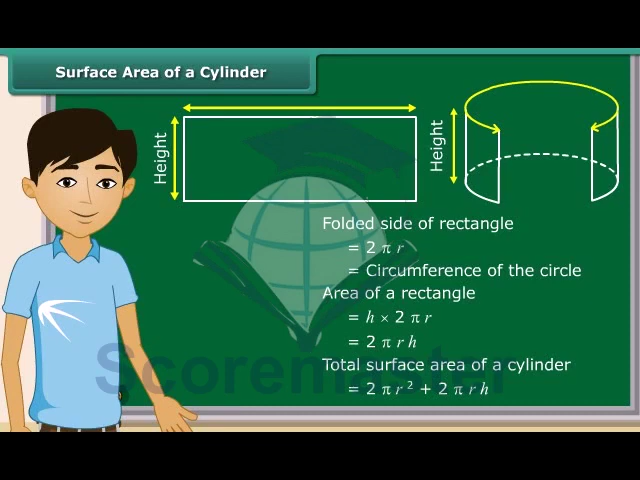 Surface Area of a Cylinder
Height
Height
Folded side of rectangle
= 2 π r
= Circumference of the circle
Area of a rectangle
= h × 2 π r
= 2 π r h
Total surface area of a cylinder
= 2 π r² + 2 π r h
Scoremaster